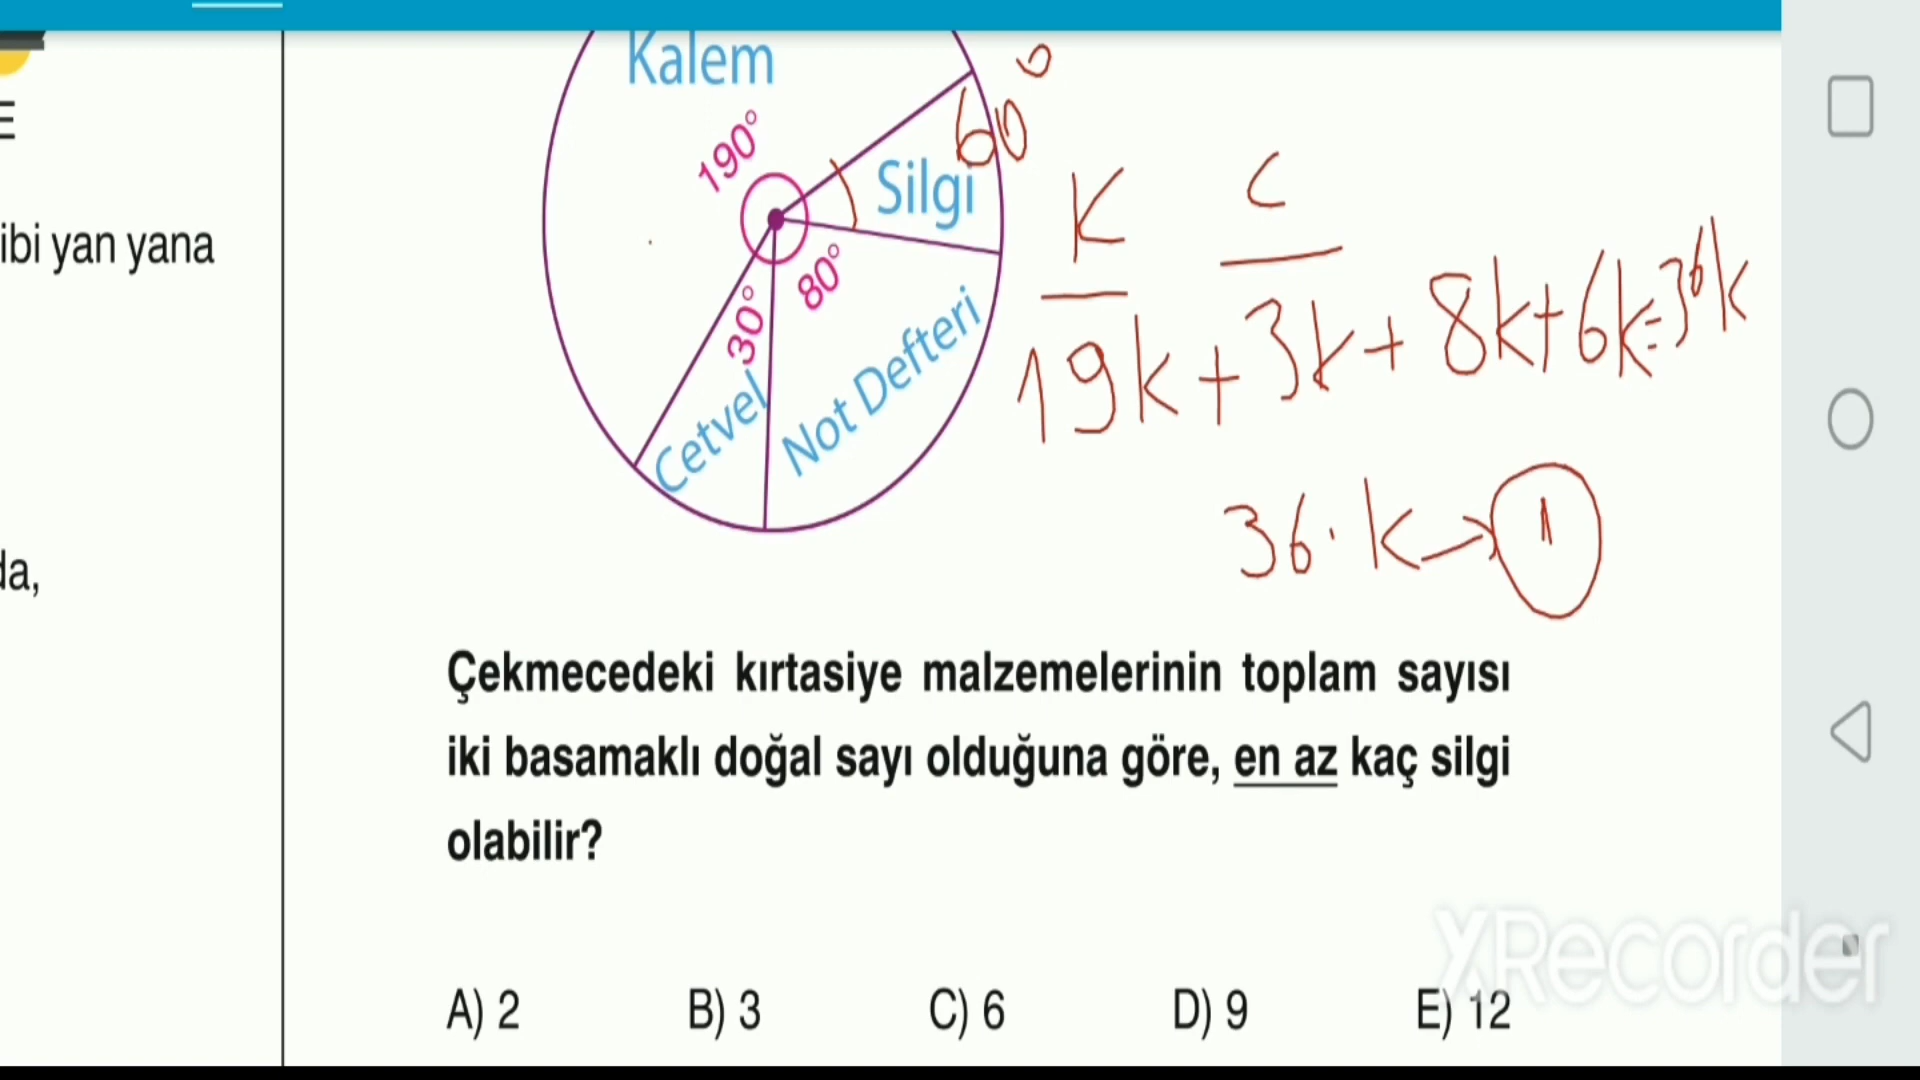 Kalem
190°
60°
Silgi
80°
30°
Cetvel
Not Defteri
E
ibi yan yana
da,
K C
19k+3k+8k+6k=36k
36.k→1
Çekmecedeki kırtasiye malzemelerinin toplam sayısı
iki basamaklı doğal sayı olduğuna göre, en az kaç silgi
olabilir?
A) 2 B) 3 C) 6 D) 9 E) 12
XRecorder